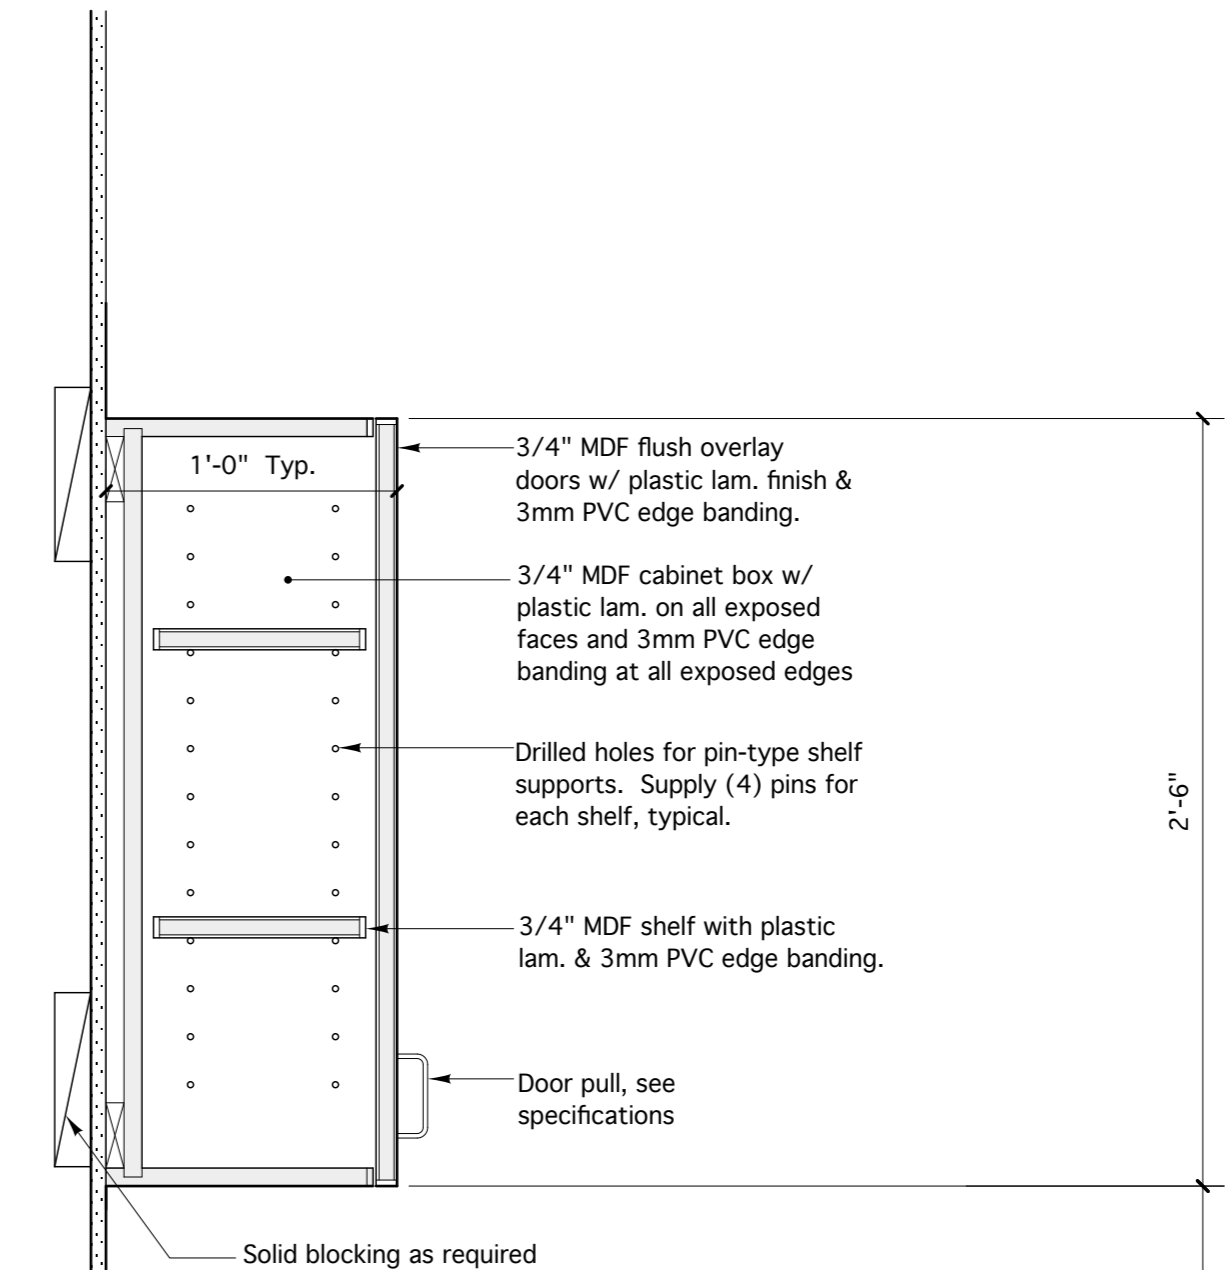 3/4" MDF flush overlay
doors w/ plastic lam. finish &
3mm PVC edge banding.
1'-0" Typ.
3/4" MDF cabinet box w/
plastic lam. on all exposed
faces and 3mm PVC edge
banding at all exposed edges
Drilled holes for pin-type shelf
supports. Supply (4) pins for
each shelf, typical.
2'-6"
3/4" MDF shelf with plastic
lam. & 3mm PVC edge banding.
Door pull, see
specifications
Solid blocking as required